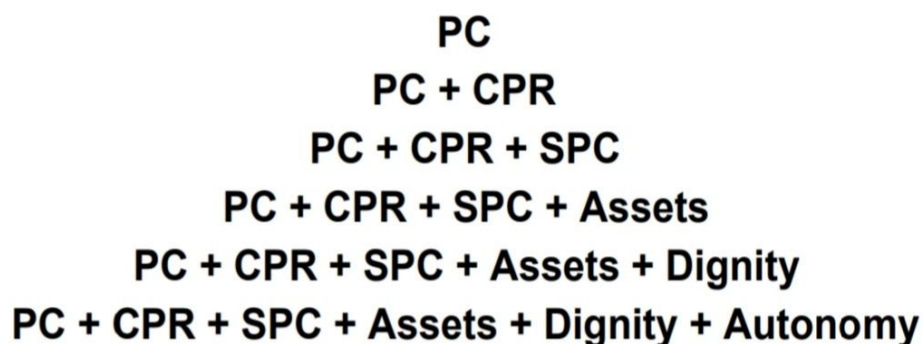 PC
PC + CPR
PC + CPR + SPC
PC + CPR + SPC + Assets
PC + CPR + SPC + Assets + Dignity
PC + CPR + SPC + Assets + Dignity + Autonomy